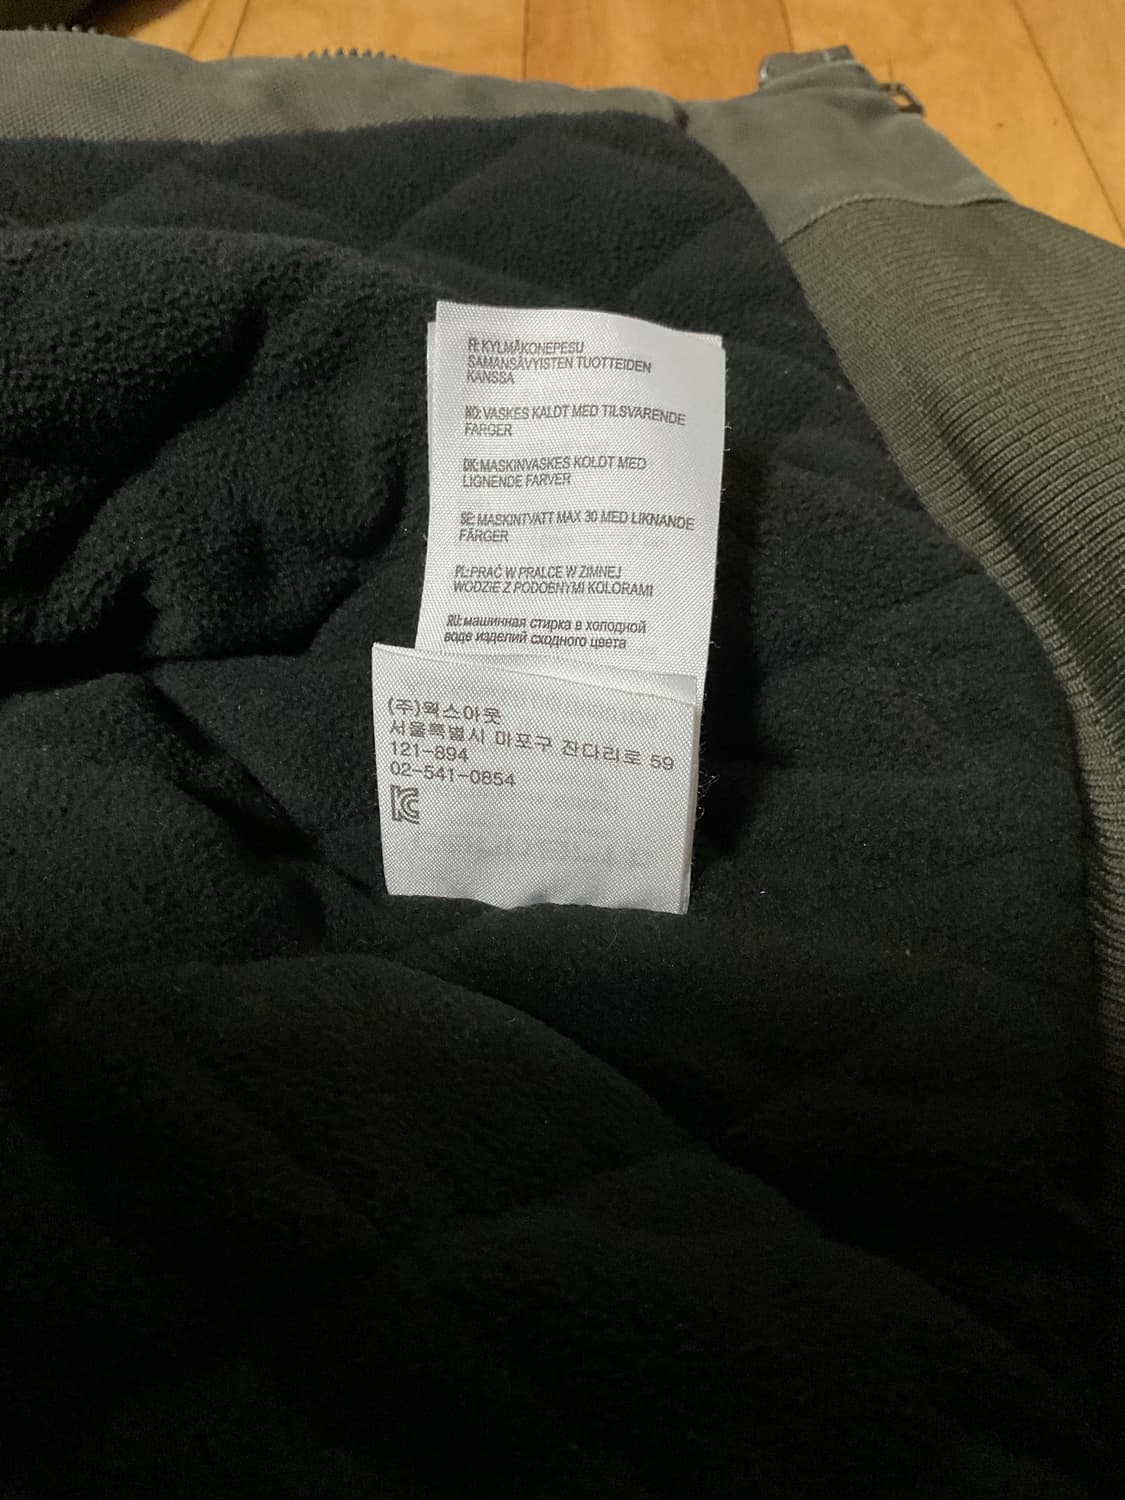 FI:KYLMÄKONEPESU
SAMANSÄVYISTEN TUOTTEIDEN
KANSSA
NO:VASKES KALDT MED TILSVARENDE
FARGER
DK:MASKINVASKES KOLDT MED
LIGNENDE FARVER
SE:MASKINTVATT MAX 30 MED LIKNANDE
FÄRGER
PL:PRAĆ W PRALCE W ZIMNEJ
WODZIE Z PODOBNYMI KOLORAMI
RU:машинная стирка в холодной
воде изделий сходного цвета
(주)웍스아웃
서울특별시 마포구 잔다리로 59
121-894
02-541-0854
KC